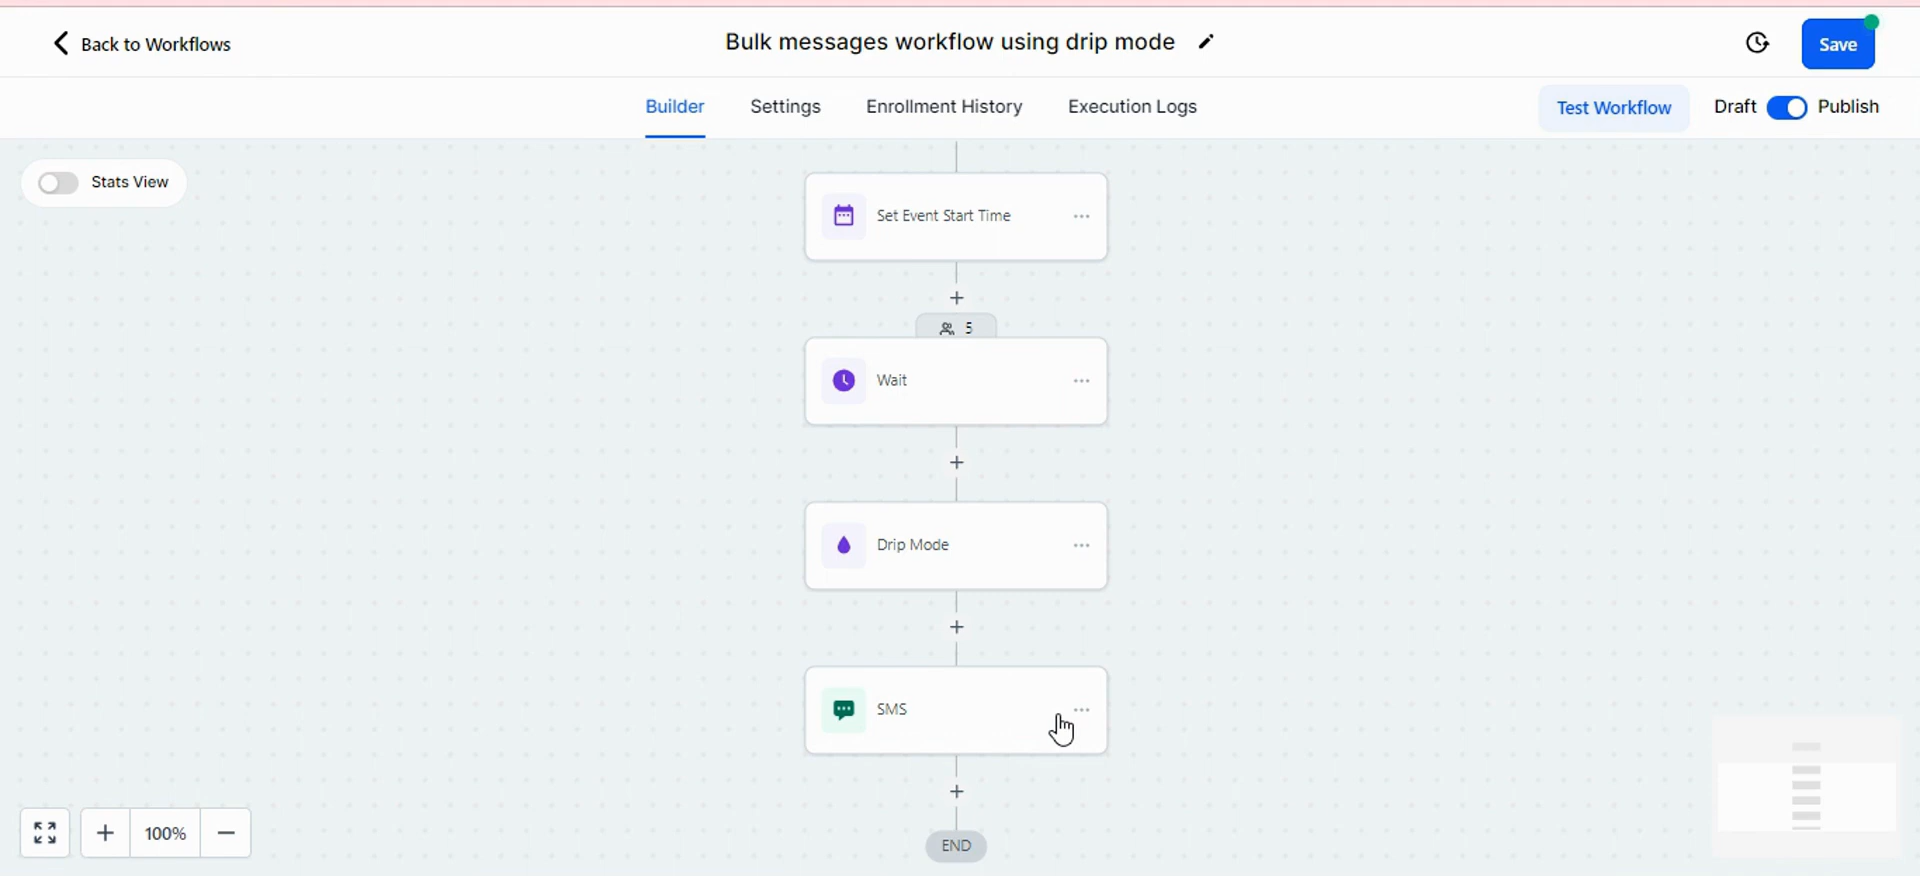 Back to Workflows
Bulk messages workflow using drip mode
Save
Builder
Settings
Enrollment History
Execution Logs
Test Workflow
Draft
Publish
Stats View
Set Event Start Time
5
Wait
Drip Mode
SMS
100%
END